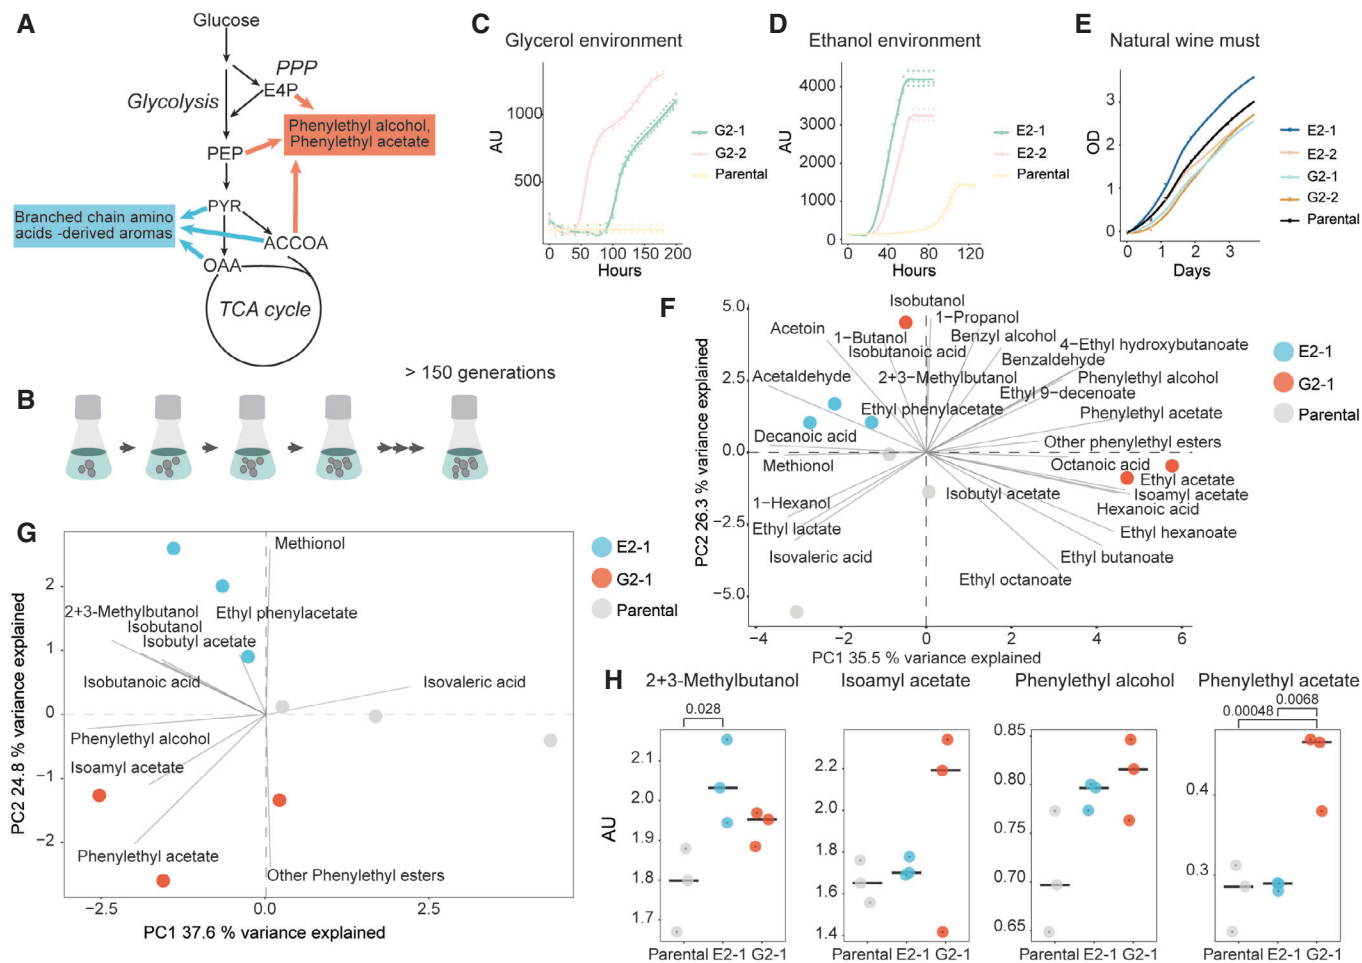 A
Glucose
PPP
E4P
Glycolysis
Phenylethyl alcohol,
Phenylethyl acetate
PEP
PYR
Branched chain amino
acids -derived aromas
ACCOA
OAA
TCA cycle
B
> 150 generations
C
Glycerol environment
AU
1000
500
0
50
100
150
200
Hours
G2-1
G2-2
Parental
D
Ethanol environment
AU
4000
3000
2000
1000
0
0
40
80
120
Hours
E2-1
E2-2
Parental
E
Natural wine must
OD
3
2
1
0
0
1
2
3
Days
E2-1
E2-2
G2-1
G2-2
Parental
F
PC2 26.3 % variance explained
5.0
2.5
0.0
−2.5
−5.0
Isobutanol
1−Propanol
Acetoin
1−Butanol
Benzyl alcohol
4−Ethyl hydroxybutanoate
Isobutanoic acid
Benzaldehyde
Acetaldehyde
2+3−Methylbutanol
Phenylethyl alcohol
Ethyl 9−decenoate
Ethyl phenylacetate
Phenylethyl acetate
Decanoic acid
Other phenylethyl esters
Methionol
Octanoic acid
Ethyl acetate
1−Hexanol
Isobutyl acetate
Isoamyl acetate
Hexanoic acid
Ethyl lactate
Ethyl hexanoate
Isovaleric acid
Ethyl butanoate
Ethyl octanoate
−4
−2
0
2
4
6
PC1 35.5 % variance explained
E2-1
G2-1
Parental
G
PC2 24.8 % variance explained
2
1
0
−1
−2
Methionol
2+3−Methylbutanol
Ethyl phenylacetate
Isobutanol
Isobutyl acetate
Isobutanoic acid
Isovaleric acid
Phenylethyl alcohol
Isoamyl acetate
Phenylethyl acetate
Other Phenylethyl esters
−2.5
0.0
2.5
PC1 37.6 % variance explained
E2-1
G2-1
Parental
H
AU
2+3-Methylbutanol
0.028
2.1
2.0
1.9
1.8
1.7
Parental E2-1 G2-1
Isoamyl acetate
2.2
2.0
1.8
1.6
1.4
Parental E2-1 G2-1
Phenylethyl alcohol
0.85
0.80
0.75
0.70
0.65
Parental E2-1 G2-1
Phenylethyl acetate
0.0068
0.00048
0.4
0.3
Parental E2-1 G2-1